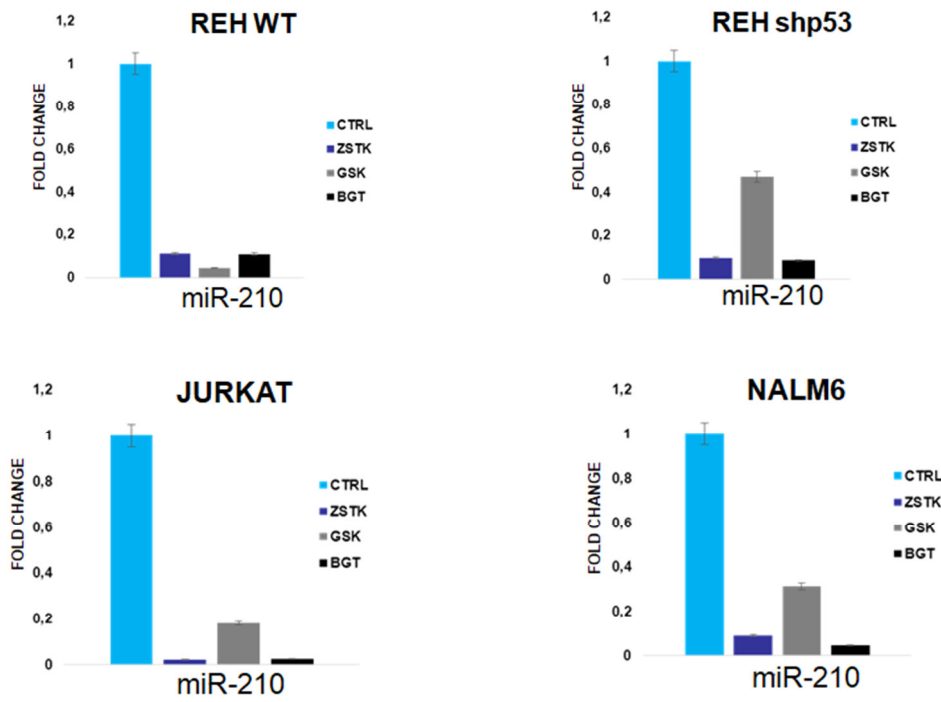 REH WT
FOLD CHANGE
1,2
1
0,8
0,6
0,4
0,2
0
CTRL
ZSTK
GSK
BGT
miR-210
REH shp53
FOLD CHANGE
1,2
1
0,8
0,6
0,4
0,2
0
CTRL
ZSTK
GSK
BGT
miR-210
JURKAT
FOLD CHANGE
1,2
1
0,8
0,6
0,4
0,2
0
CTRL
ZSTK
GSK
BGT
miR-210
NALM6
FOLD CHANGE
1,2
1
0,8
0,6
0,4
0,2
0
CTRL
ZSTK
GSK
BGT
miR-210